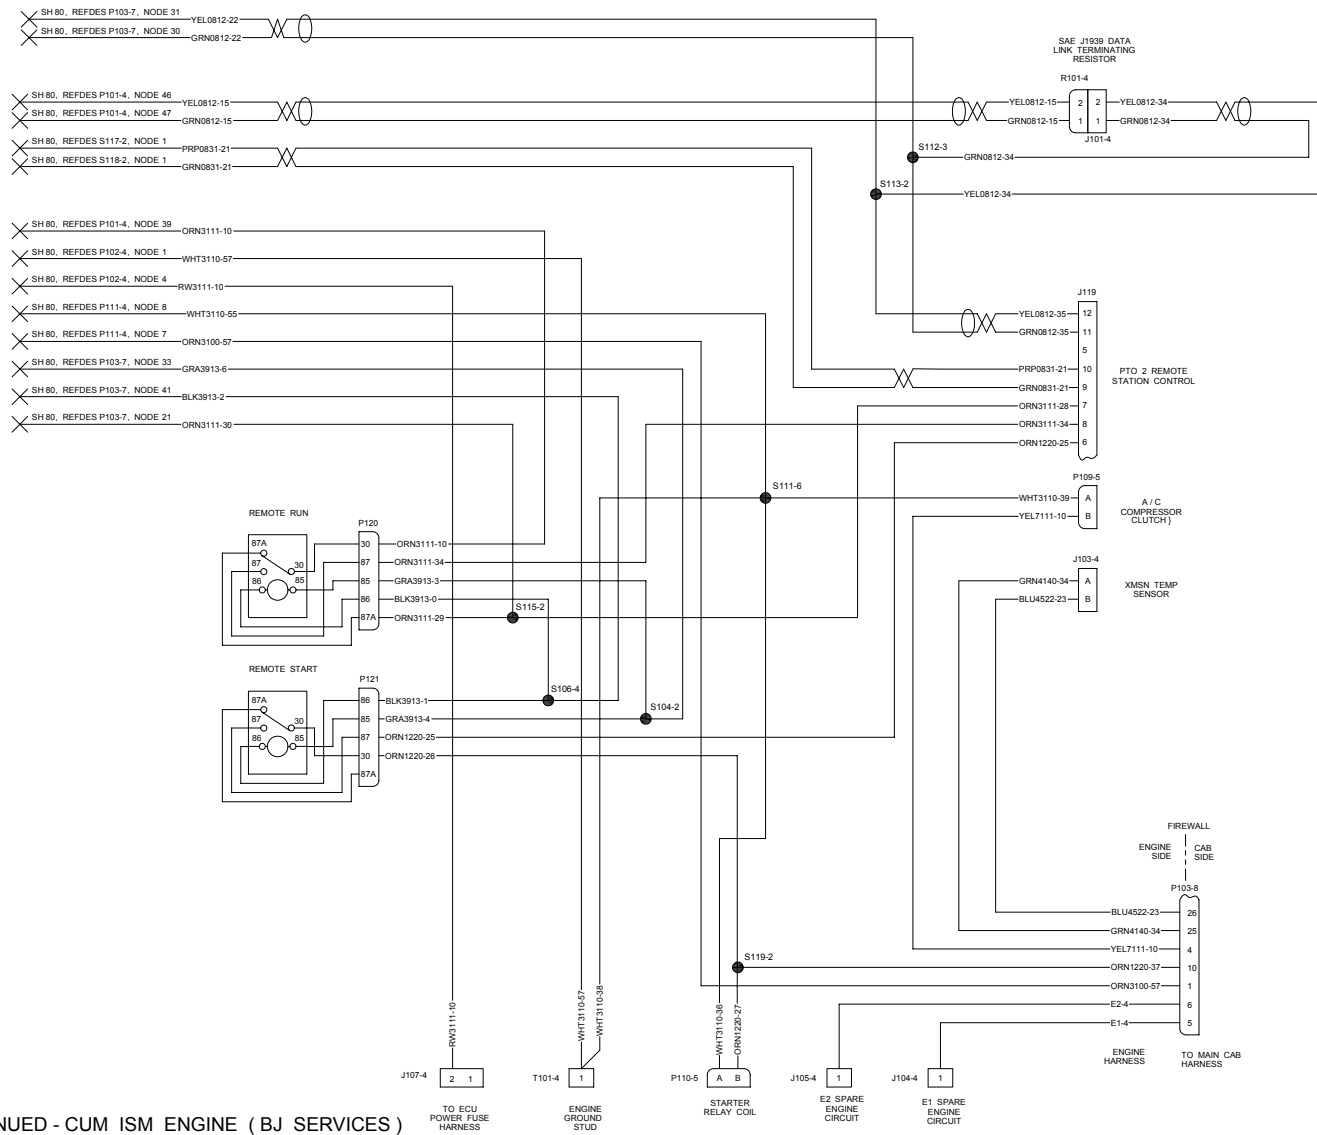 SH 80, REFDES P103-7, NODE 31
YEL0812-22
SH 80, REFDES P103-7, NODE 30
GRN0812-22
SAE J1939 DATA
LINK TERMINATING
RESISTOR
R101-4
SH 80, REFDES P101-4, NODE 46
YEL0812-15
YEL0812-15
2
2
YEL0812-34
SH 80, REFDES P101-4, NODE 47
GRN0812-15
GRN0812-15
1
1
GRN0812-34
J101-4
SH 80, REFDES S117-2, NODE 1
PRP0831-21
S112-3
GRN0812-34
SH 80, REFDES S118-2, NODE 1
GRN0831-21
S113-2
YEL0812-34
SH 80, REFDES P101-4, NODE 39
ORN3111-10
SH 80, REFDES P102-4, NODE 1
WHT3110-57
SH 80, REFDES P102-4, NODE 4
RW3111-10
SH 80, REFDES P111-4, NODE 8
WHT3110-55
SH 80, REFDES P111-4, NODE 7
ORN3100-57
SH 80, REFDES P103-7, NODE 33
GRA3913-6
SH 80, REFDES P103-7, NODE 41
BLK3913-2
SH 80, REFDES P103-7, NODE 21
ORN3111-30
J119
YEL0812-35
12
GRN0812-35
11
5
PRP0831-21
10
GRN0831-21
9
ORN3111-28
7
ORN3111-34
8
ORN1220-25
6
PTO 2 REMOTE
STATION CONTROL
S111-6
P109-5
WHT3110-39
A
YEL7111-10
B
A / C
COMPRESSOR
CLUTCH }
J103-4
GRN4140-34
A
BLU4522-23
B
XMSN TEMP
SENSOR
REMOTE RUN
P120
87A
87
30
86
85
30
ORN3111-10
87
ORN3111-34
85
GRA3913-3
86
BLK3913-0
87A
ORN3111-29
S115-2
REMOTE START
P121
87A
87
30
86
85
86
BLK3913-1
85
GRA3913-4
87
ORN1220-25
30
ORN1220-26
87A
S106-4
S104-2
FIREWALL
ENGINE
SIDE
CAB
SIDE
P103-8
BLU4522-23
26
GRN4140-34
25
YEL7111-10
4
ORN1220-37
10
ORN3100-57
1
E2-4
6
E1-4
5
S119-2
ENGINE
HARNESS
TO MAIN CAB
HARNESS
RW3111-10
WHT3110-57
WHT3110-38
WHT3110-36
ORN1220-27
J107-4
2 1
TO ECU
POWER FUSE
HARNESS
T101-4
1
ENGINE
GROUND
STUD
P110-5
A B
STARTER
RELAY COIL
J105-4
1
E2 SPARE
ENGINE
CIRCUIT
J104-4
1
E1 SPARE
ENGINE
CIRCUIT
NUED - CUM ISM ENGINE ( BJ SERVICES )